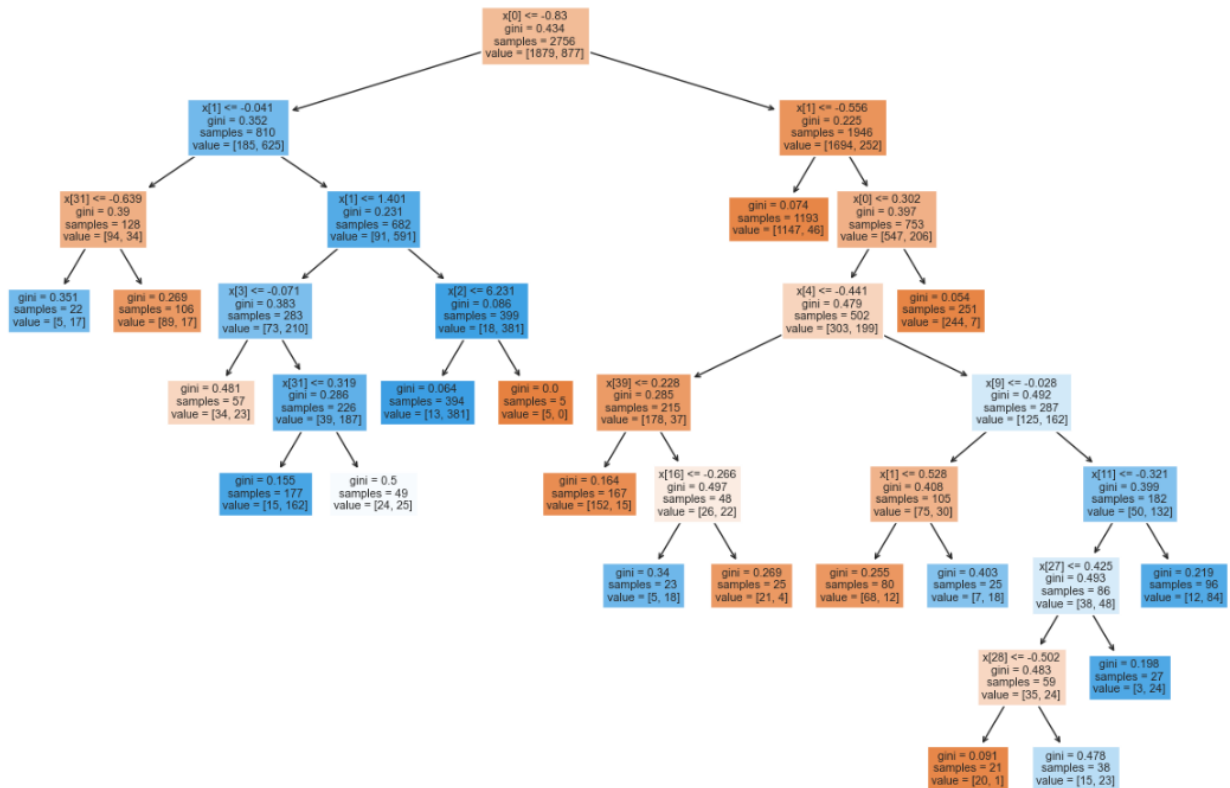 x[0] <= -0.83
gini = 0.434
samples = 2756
value = [1879, 877]
x[1] <= -0.041
gini = 0.352
samples = 810
value = [185, 625]
x[1] <= -0.556
gini = 0.225
samples = 1946
value = [1694, 252]
x[31] <= -0.639
gini = 0.39
samples = 128
value = [94, 34]
x[1] <= 1.401
gini = 0.231
samples = 682
value = [91, 591]
gini = 0.074
samples = 1193
value = [1147, 46]
x[0] <= 0.302
gini = 0.397
samples = 753
value = [547, 206]
gini = 0.351
samples = 22
value = [5, 17]
gini = 0.269
samples = 106
value = [89, 17]
x[3] <= -0.071
gini = 0.383
samples = 283
value = [73, 210]
x[2] <= 6.231
gini = 0.086
samples = 399
value = [18, 381]
x[4] <= -0.441
gini = 0.479
samples = 502
value = [303, 199]
gini = 0.054
samples = 251
value = [244, 7]
gini = 0.481
samples = 57
value = [34, 23]
x[31] <= 0.319
gini = 0.286
samples = 226
value = [39, 187]
gini = 0.064
samples = 394
value = [13, 381]
gini = 0.0
samples = 5
value = [5, 0]
x[39] <= 0.228
gini = 0.285
samples = 215
value = [178, 37]
x[9] <= -0.028
gini = 0.492
samples = 287
value = [125, 162]
gini = 0.155
samples = 177
value = [15, 162]
gini = 0.5
samples = 49
value = [24, 25]
gini = 0.164
samples = 167
value = [152, 15]
x[16] <= -0.266
gini = 0.497
samples = 48
value = [26, 22]
x[1] <= 0.528
gini = 0.408
samples = 105
value = [75, 30]
x[11] <= -0.321
gini = 0.399
samples = 182
value = [50, 132]
gini = 0.34
samples = 23
value = [5, 18]
gini = 0.269
samples = 25
value = [21, 4]
gini = 0.255
samples = 80
value = [68, 12]
gini = 0.403
samples = 25
value = [7, 18]
x[27] <= 0.425
gini = 0.493
samples = 86
value = [38, 48]
gini = 0.219
samples = 96
value = [12, 84]
x[28] <= -0.502
gini = 0.483
samples = 59
value = [35, 24]
gini = 0.198
samples = 27
value = [3, 24]
gini = 0.091
samples = 21
value = [20, 1]
gini = 0.478
samples = 38
value = [15, 23]